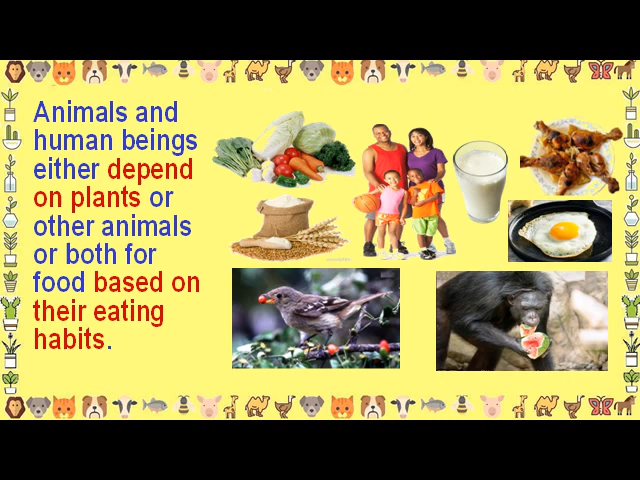 Animals and
human beings
either depend
on plants or
other animals
or both for
food based on
their eating
habits.